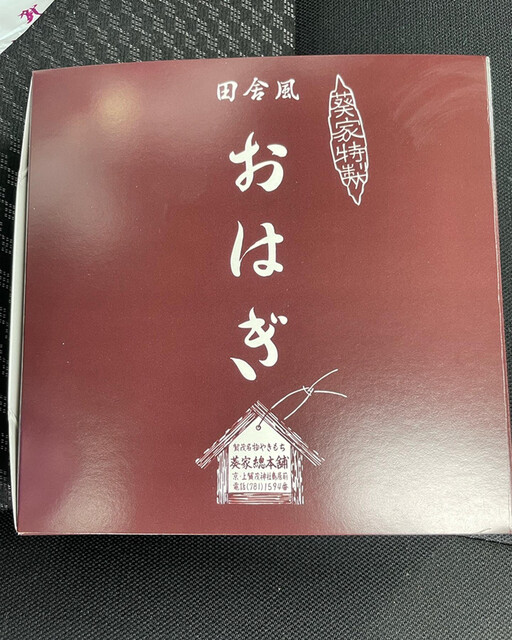 田舎風
葵家特製
おはぎ
賀茂名物やきもち
葵家總本舖
京・上賀茂神社鳥居前
電話(781)1594番